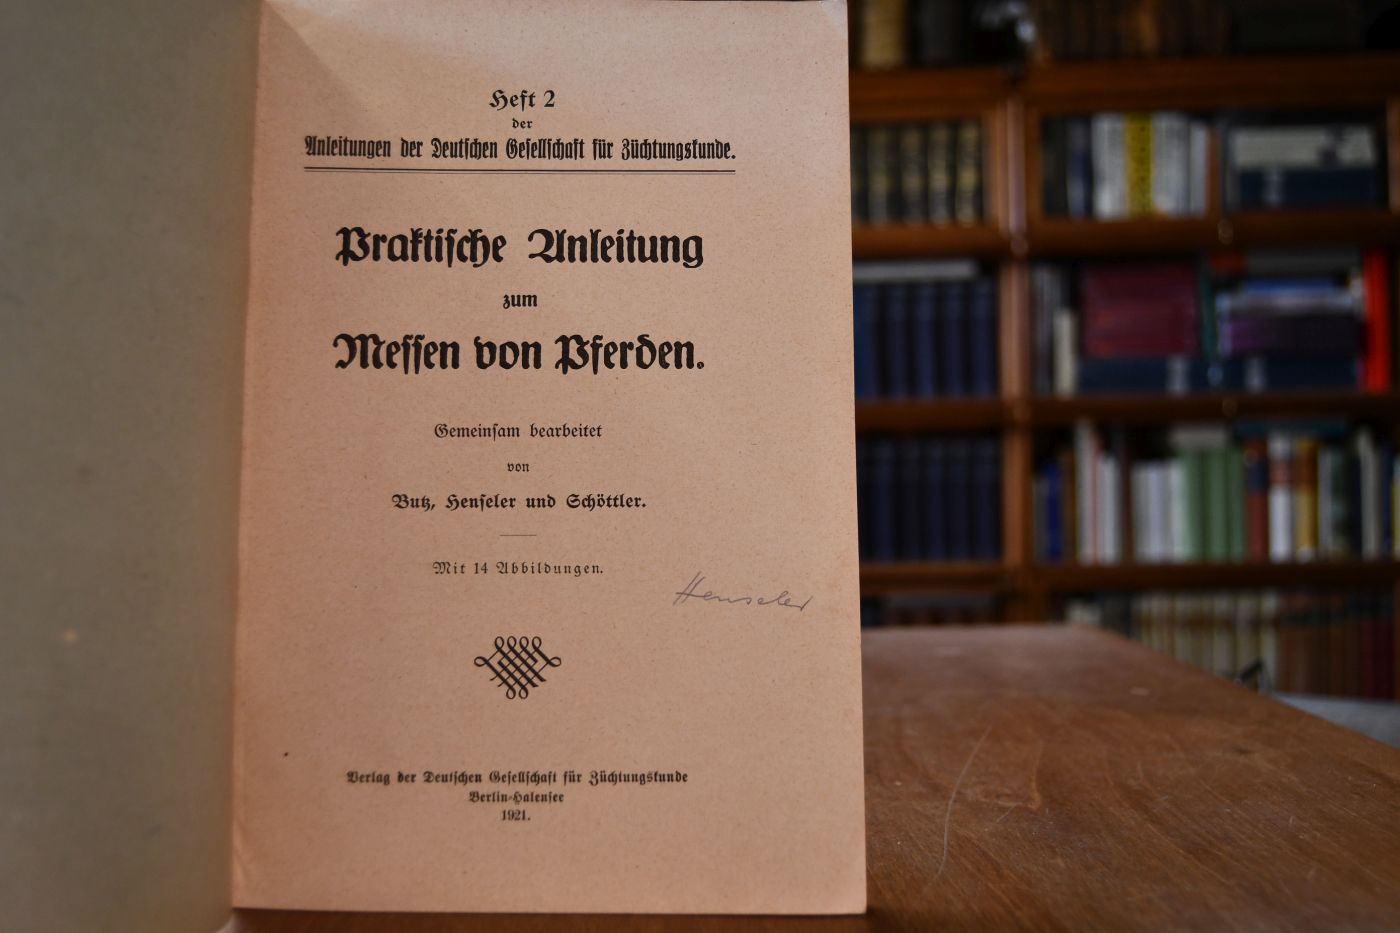 Heft 2
der
Anleitungen der Deutschen Gesellschaft für Züchtungskunde.
Praktische Anleitung
zum
Messen von Pferden.
Gemeinsam bearbeitet
von
Butz, Henseler und Schöttler.
Mit 14 Abbildungen.
Henseler
Verlag der Deutschen Gesellschaft für Züchtungskunde
Berlin-Halensee
1921.